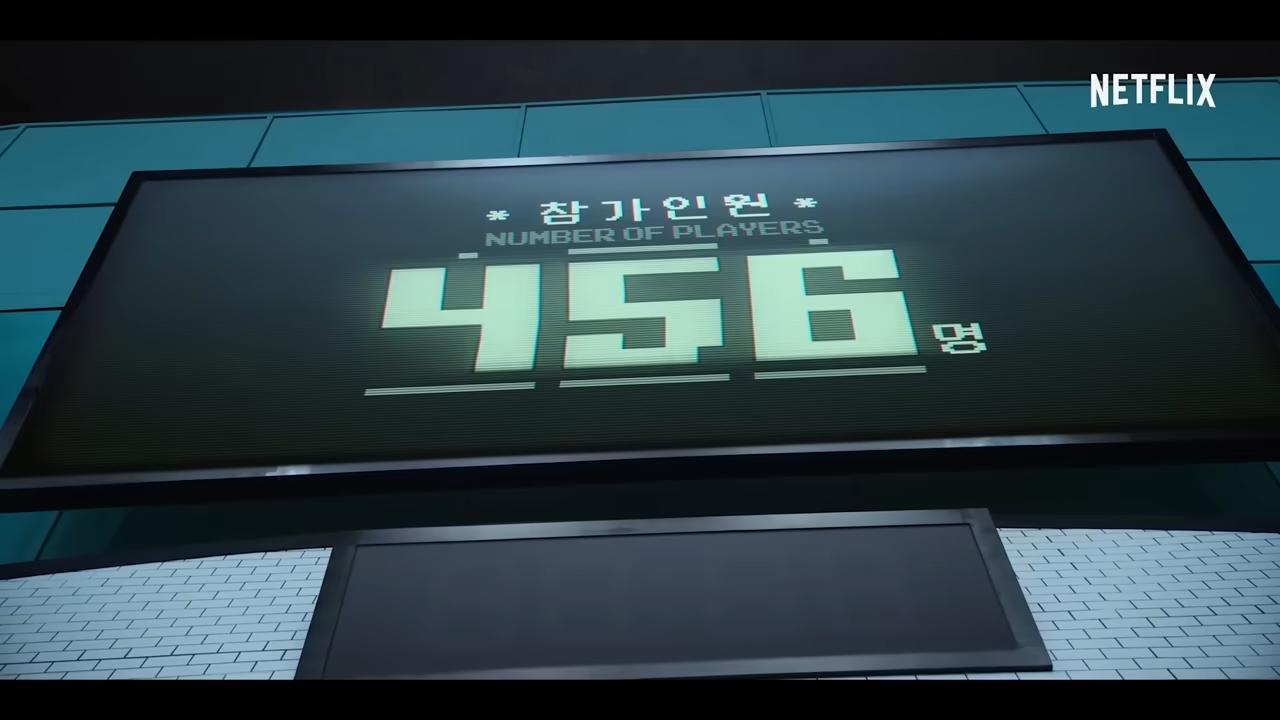 NETFLIX
* 참가인원 *
NUMBER OF PLAYERS
456 명